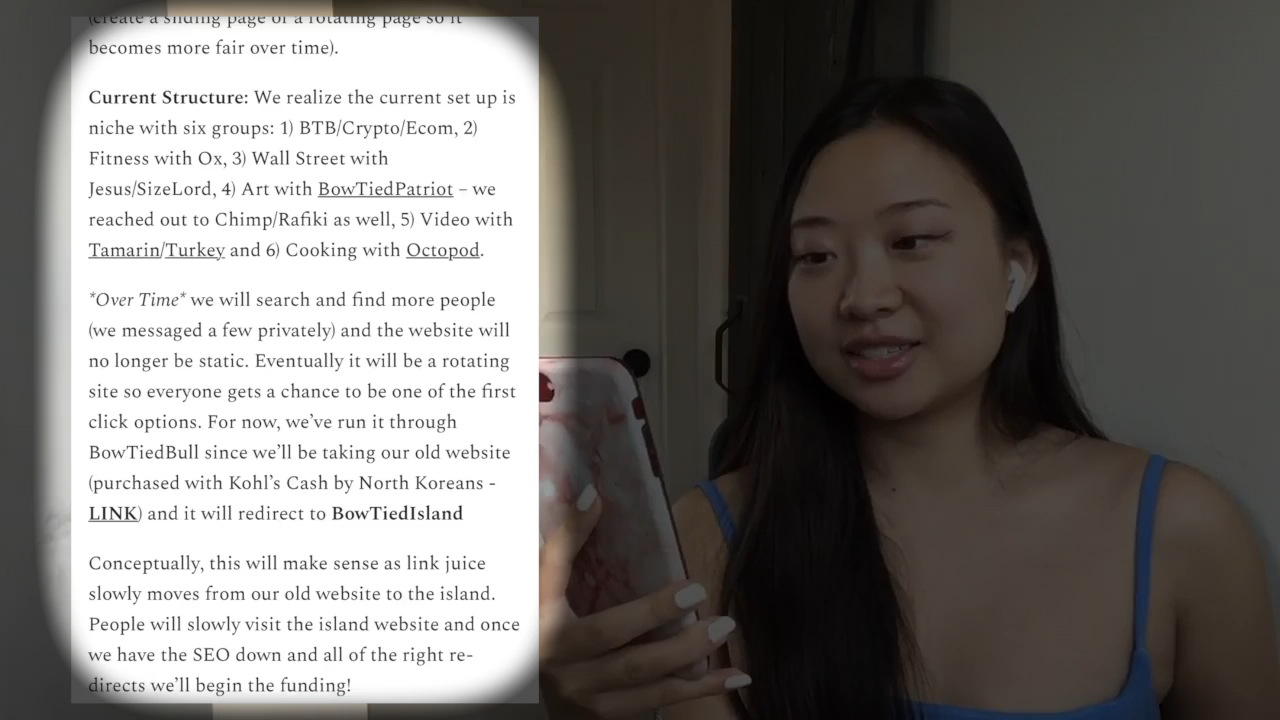 (create a sliding page or a rotating page so it
becomes more fair over time).
Current Structure: We realize the current set up is
niche with six groups: 1) BTB/Crypto/Ecom, 2)
Fitness with Ox, 3) Wall Street with
Jesus/SizeLord, 4) Art with BowTiedPatriot – we
reached out to Chimp/Rafiki as well, 5) Video with
Tamarin/Turkey and 6) Cooking with Octopod.
*Over Time* we will search and find more people
(we messaged a few privately) and the website will
no longer be static. Eventually it will be a rotating
site so everyone gets a chance to be one of the first
click options. For now, we’ve run it through
BowTiedBull since we’ll be taking our old website
(purchased with Kohl’s Cash by North Koreans -
LINK) and it will redirect to BowTiedIsland
Conceptually, this will make sense as link juice
slowly moves from our old website to the island.
People will slowly visit the island website and once
we have the SEO down and all of the right re-
directs we’ll begin the funding!